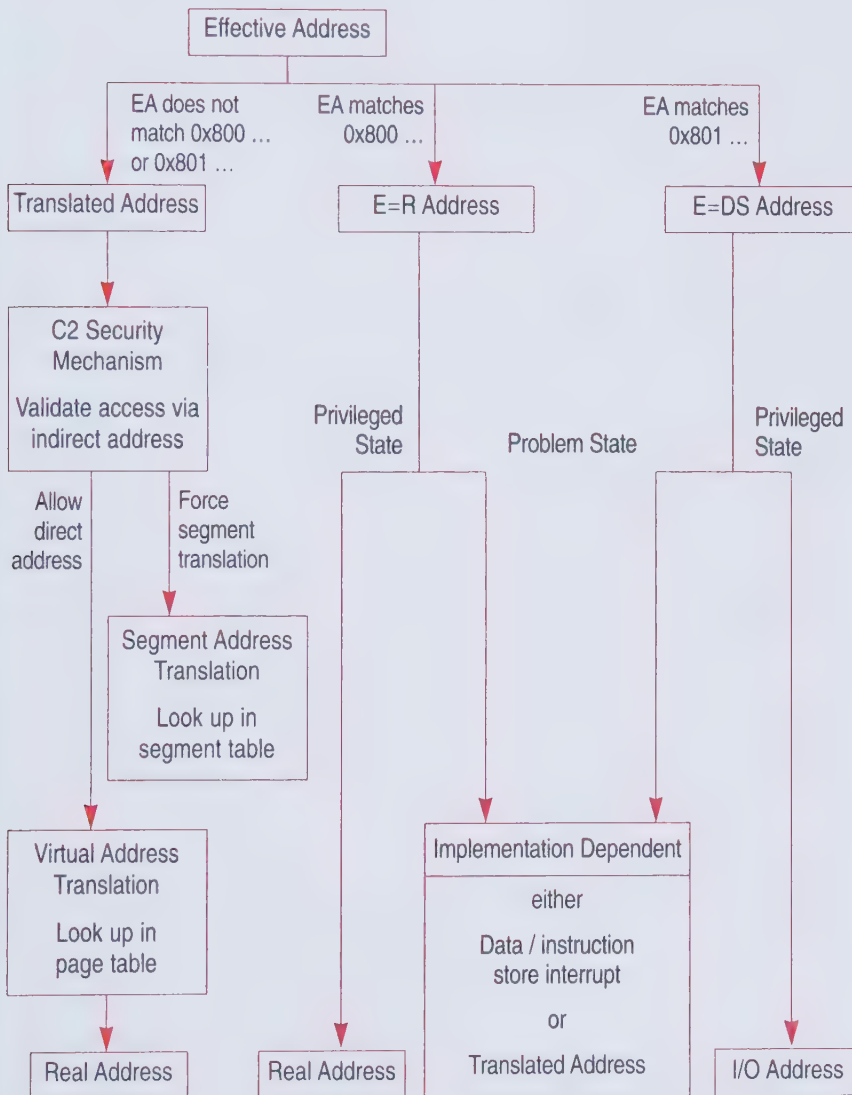 Effective Address
EA does not
match 0x800 ...
or 0x801 ...
EA matches
0x800 ...
EA matches
0x801 ...
Translated Address
E=R Address
E=DS Address
C2 Security
Mechanism
Validate access via
indirect address
Privileged
State
Problem State
Privileged
State
Allow
direct
address
Force
segment
translation
Segment Address
Translation
Look up in
segment table
Virtual Address
Translation
Look up in
page table
Implementation Dependent
either
Data / instruction
store interrupt
or
Translated Address
Real Address
Real Address
I/O Address